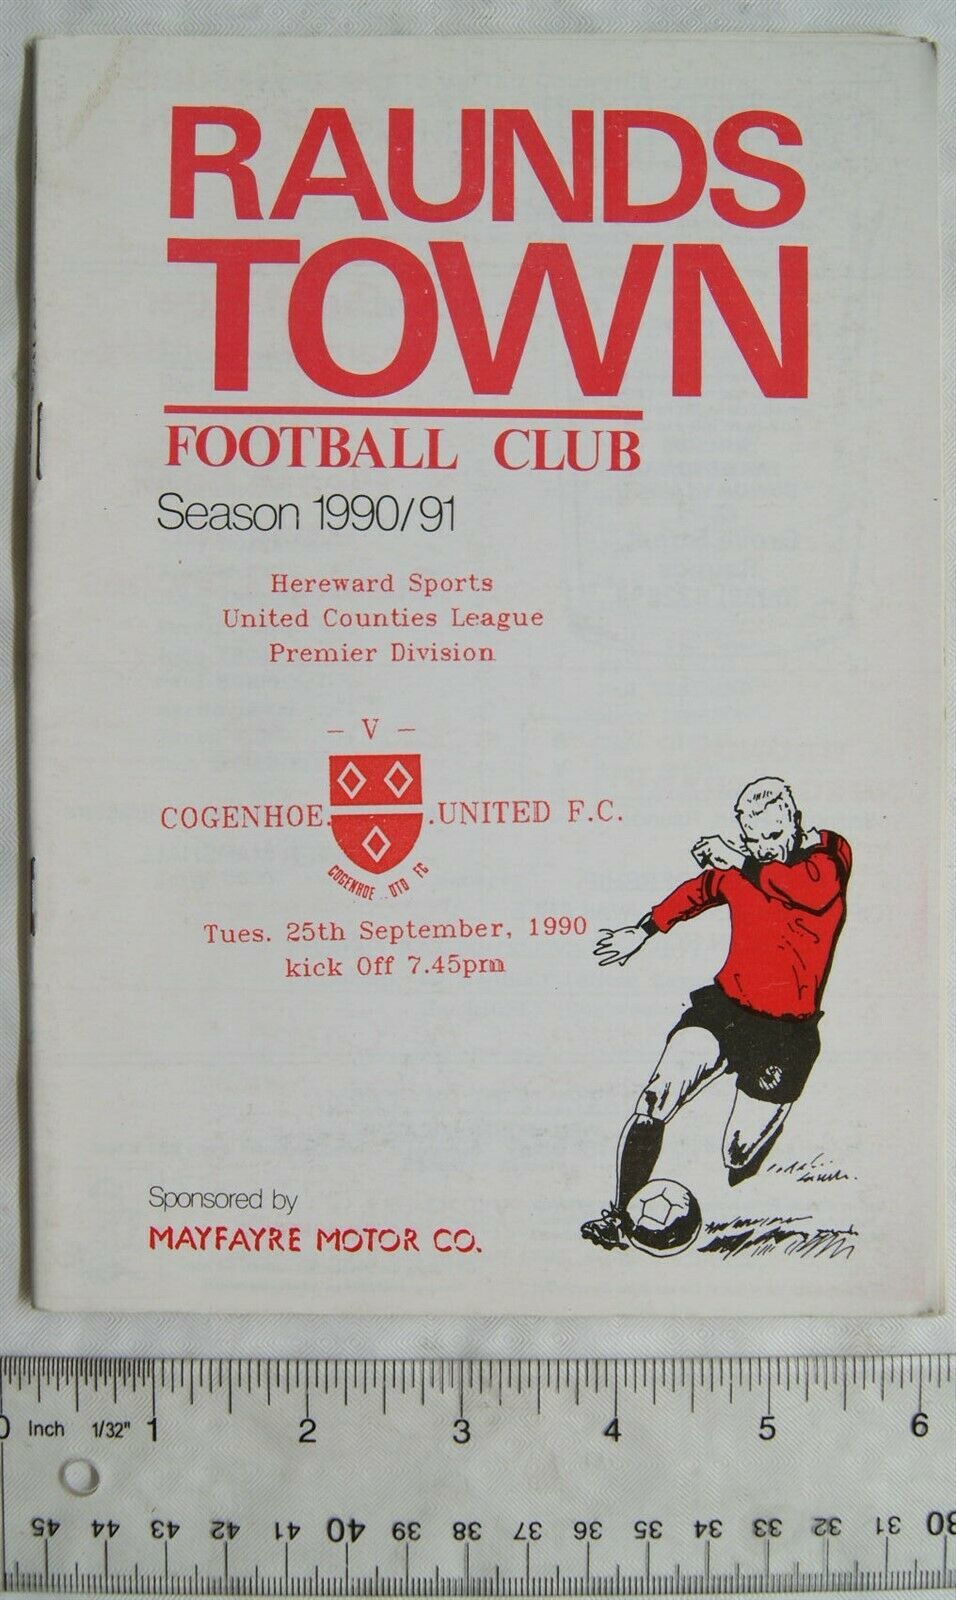 RAUNDS
TOWN
FOOTBALL CLUB
Season 1990/91
Hereward Sports
United Counties League
Premier Division
- V -
COGENHOE. .UNITED F.C.
COGENHOE UTD FC
Tues. 25th September, 1990
kick Off 7.45pm
Sponsored by
MAYFAYRE MOTOR CO.
0 Inch 1/32" 1 2 3 4 5 6
45 44 43 42 41 40 39 38 37 36 35 34 33 32 31 30